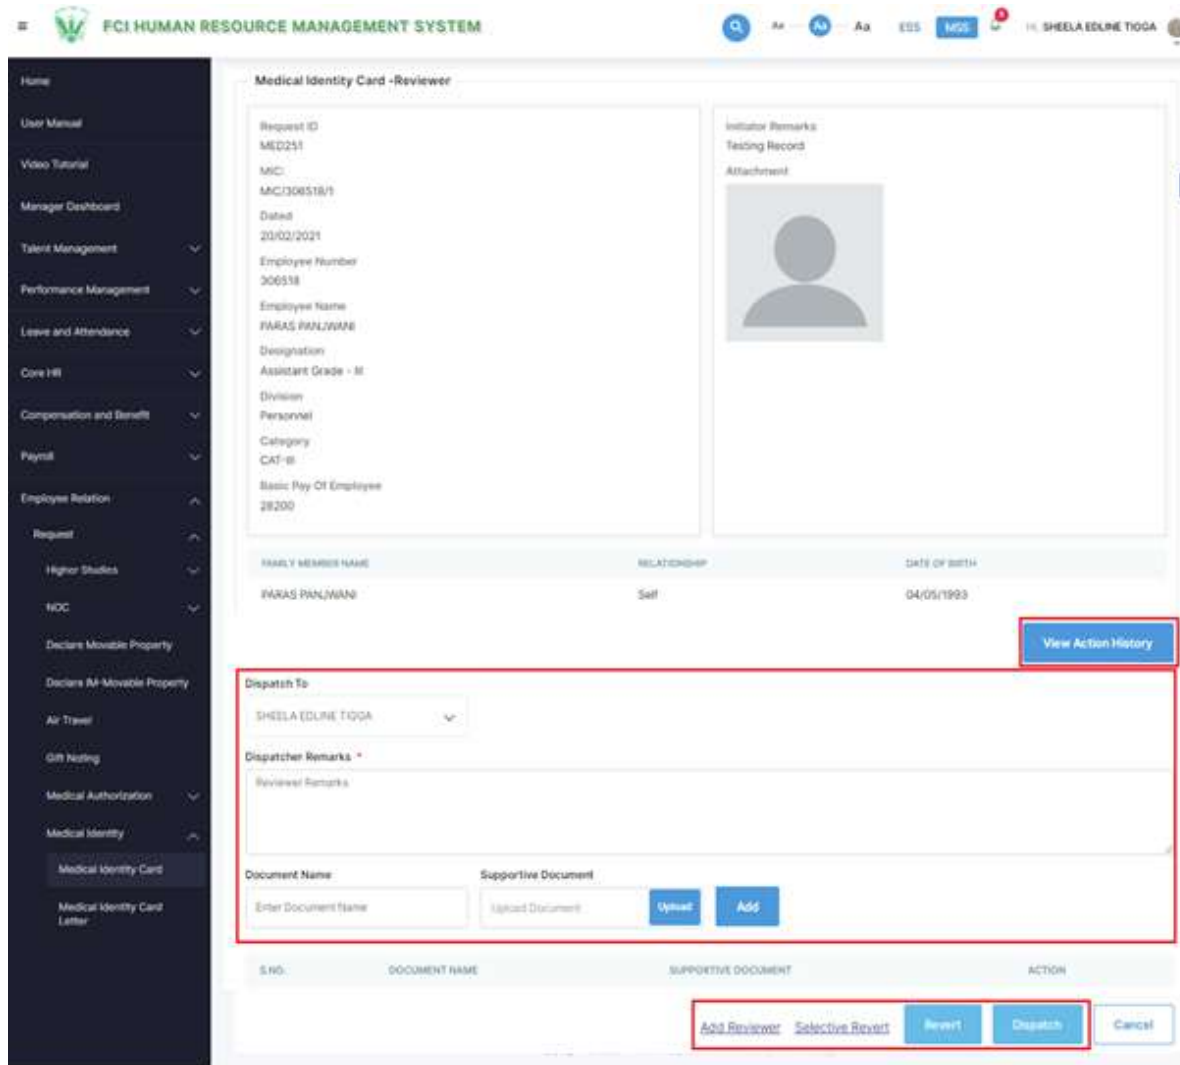 FCI HUMAN RESOURCE MANAGEMENT SYSTEM
Aa Aa Aa ESS MSS Hi, SHEELA EDLINE TIGGA
Home
User Manual
Video Tutorial
Manager Dashboard
Talent Management
Performance Management
Leave and Attendance
Core HR
Compensation and Benefit
Payroll
Employee Relation
Request
Higher Studies
NOC
Declare Movable Property
Declare IM-Movable Property
Air Travel
Gift Noting
Medical Authorization
Medical Identity
Medical Identity Card
Medical Identity Card
Letter
Medical Identity Card -Reviewer
Request ID
MED251
MIC:
MIC/306518/1
Dated
20/02/2021
Employee Number
306518
Employee Name
PARAS PANJWANI
Designation
Assistant Grade - III
Division
Personnel
Category
CAT-III
Basic Pay Of Employee
28200
Initiator Remarks
Testing Record
Attachment
FAMILY MEMBER NAME RELATIONSHIP DATE OF BIRTH
PARAS PANJWANI Self 04/05/1993
View Action History
Dispatch To
SHEELA EDLINE TIGGA
Dispatcher Remarks *
Reviewer Remarks
Document Name Supportive Document
Enter Document Name Upload Document Upload Add
S.NO. DOCUMENT NAME SUPPORTIVE DOCUMENT ACTION
Add Reviewer Selective Revert Revert Dispatch Cancel